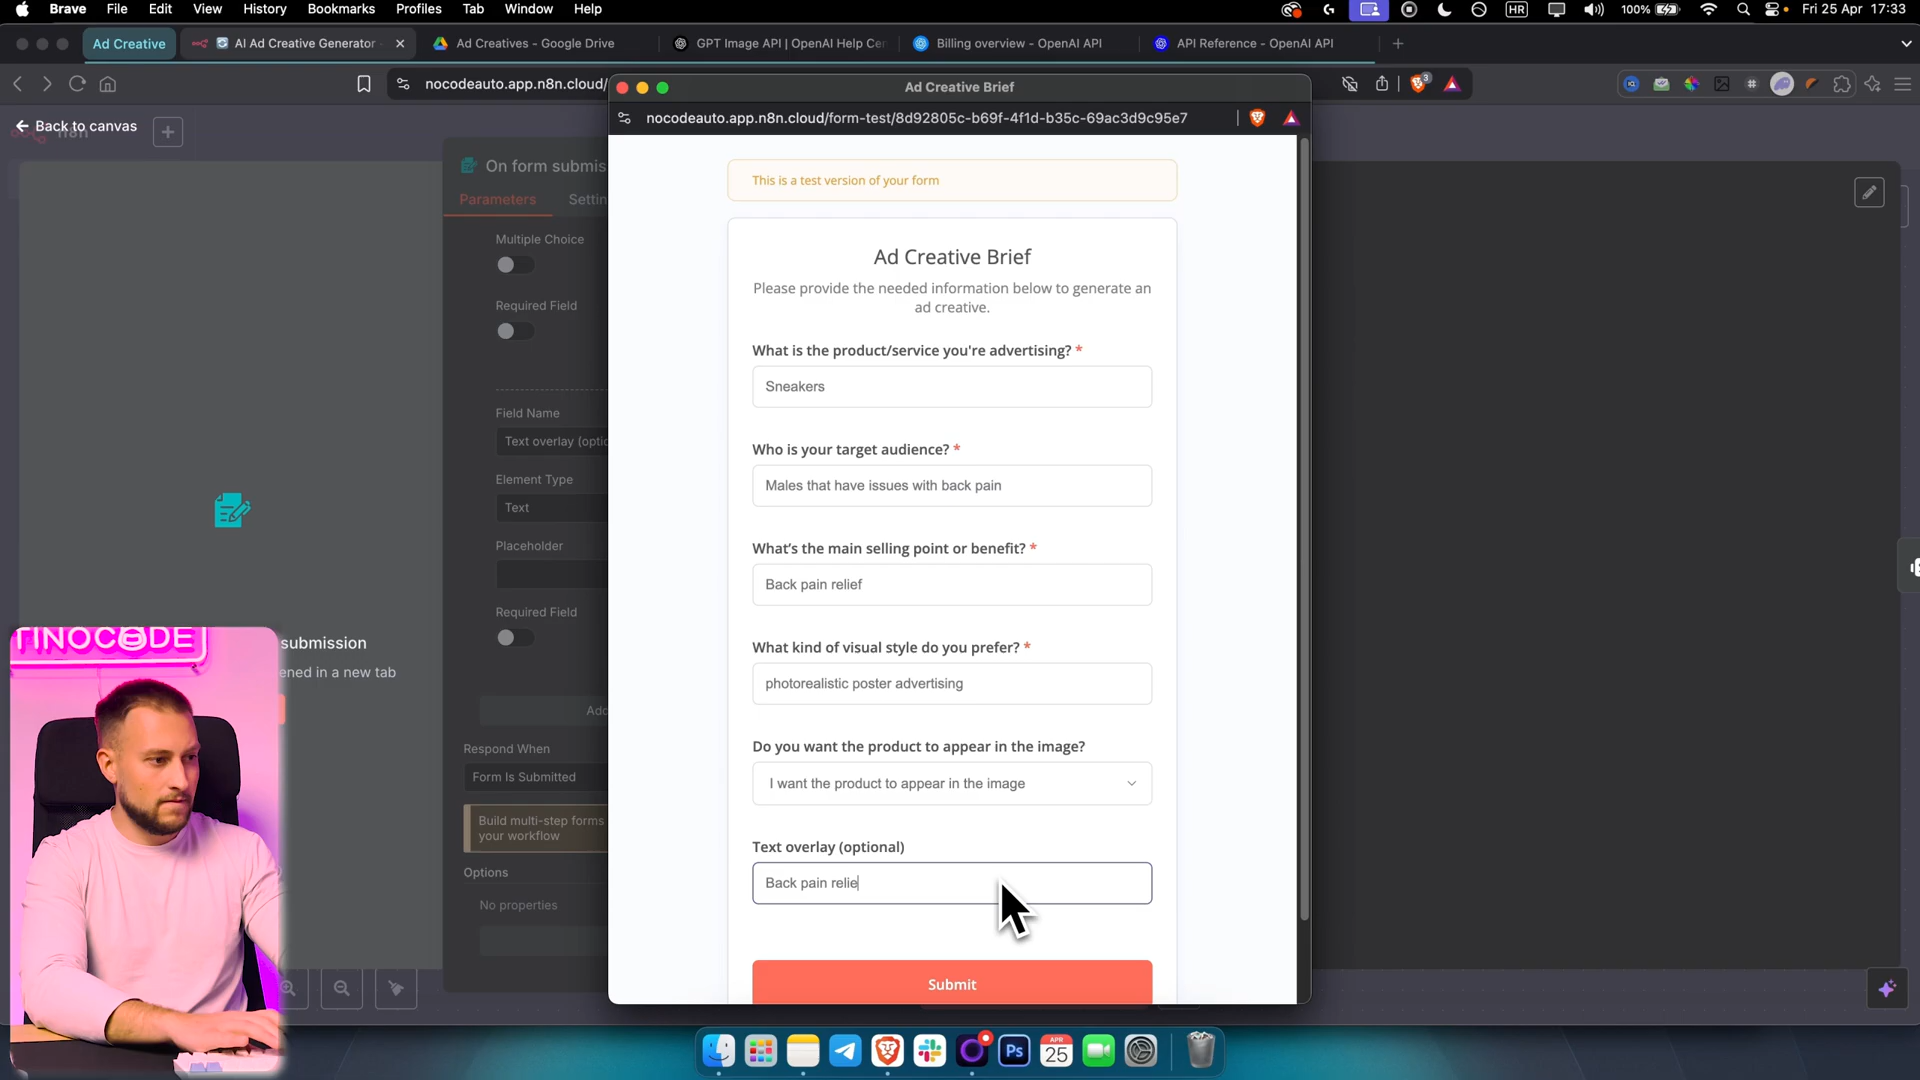 Brave File Edit View History Bookmarks Profiles Tab Window Help
HR 100% Fri 25 Apr 17:33
Ad Creative
AI Ad Creative Generator
Ad Creatives - Google Drive
GPT Image API | OpenAI Help Cen
Billing overview - OpenAI API
API Reference - OpenAI API
nocodeauto.app.n8n.cloud/
3
Ad Creative Brief
nocodeauto.app.n8n.cloud/form-test/8d92805c-b69f-4f1d-b35c-69ac3d9c95e7
Back to canvas
On form submis
Parameters Settin
Multiple Choice
Required Field
Field Name
Text overlay (optio
Element Type
Text
Placeholder
Required Field
Add
Respond When
Form Is Submitted
Build multi-step forms
your workflow
Options
No properties
submission
ened in a new tab
TINOCODE
This is a test version of your form
Ad Creative Brief
Please provide the needed information below to generate an
ad creative.
What is the product/service you're advertising? *
Sneakers
Who is your target audience? *
Males that have issues with back pain
What's the main selling point or benefit? *
Back pain relief
What kind of visual style do you prefer? *
photorealistic poster advertising
Do you want the product to appear in the image?
I want the product to appear in the image
Text overlay (optional)
Back pain relie
Submit
Ps
APR
25